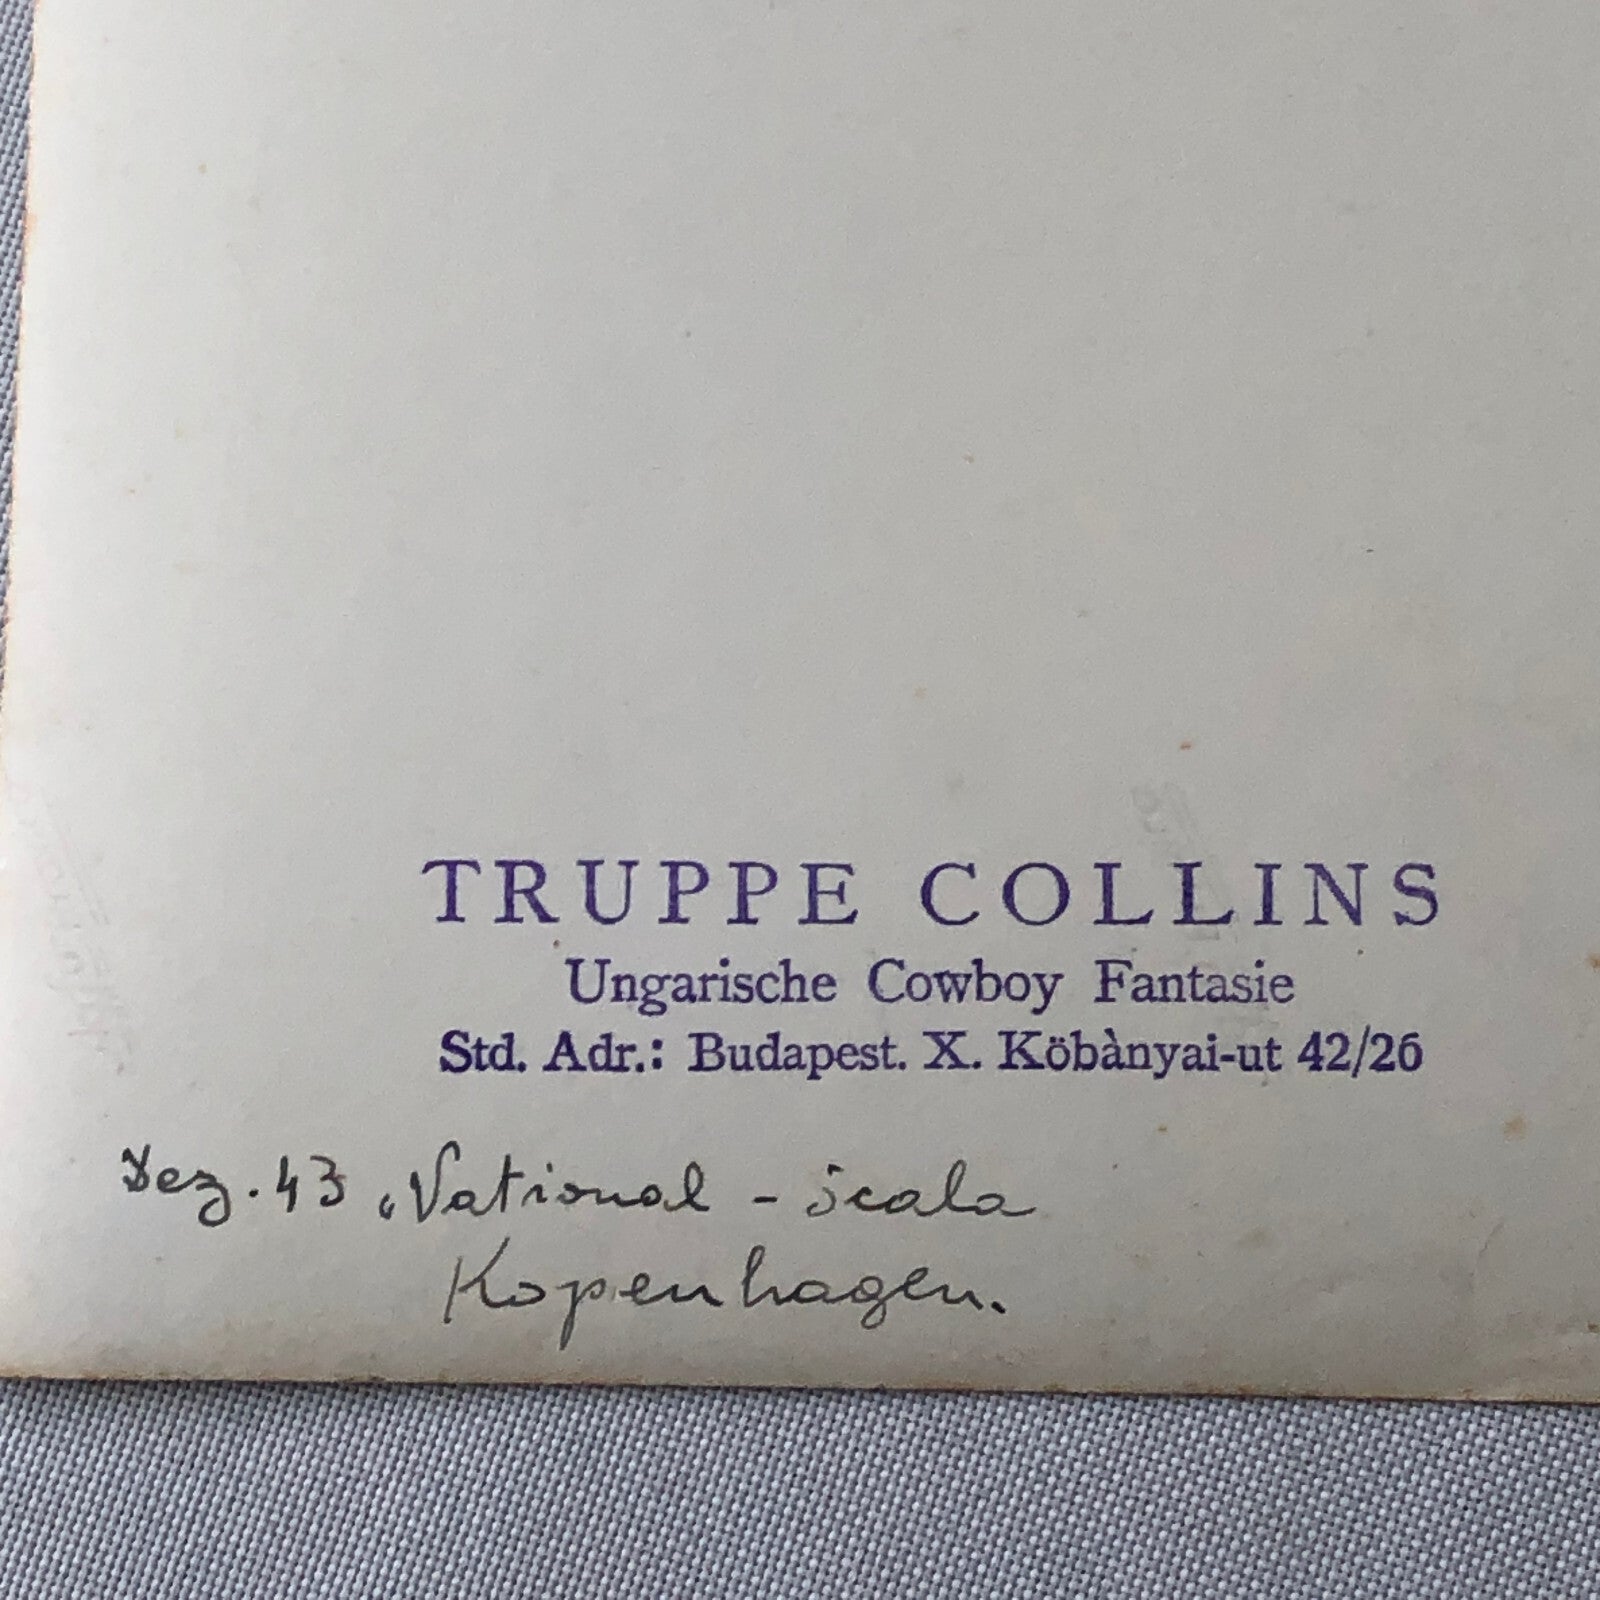 TRUPPE COLLINS
Ungarische Cowboy Fantasie
Std. Adr.: Budapest. X. Köbànyai-ut 42/26
Dez. 43 National - Scala
Kopenhagen.